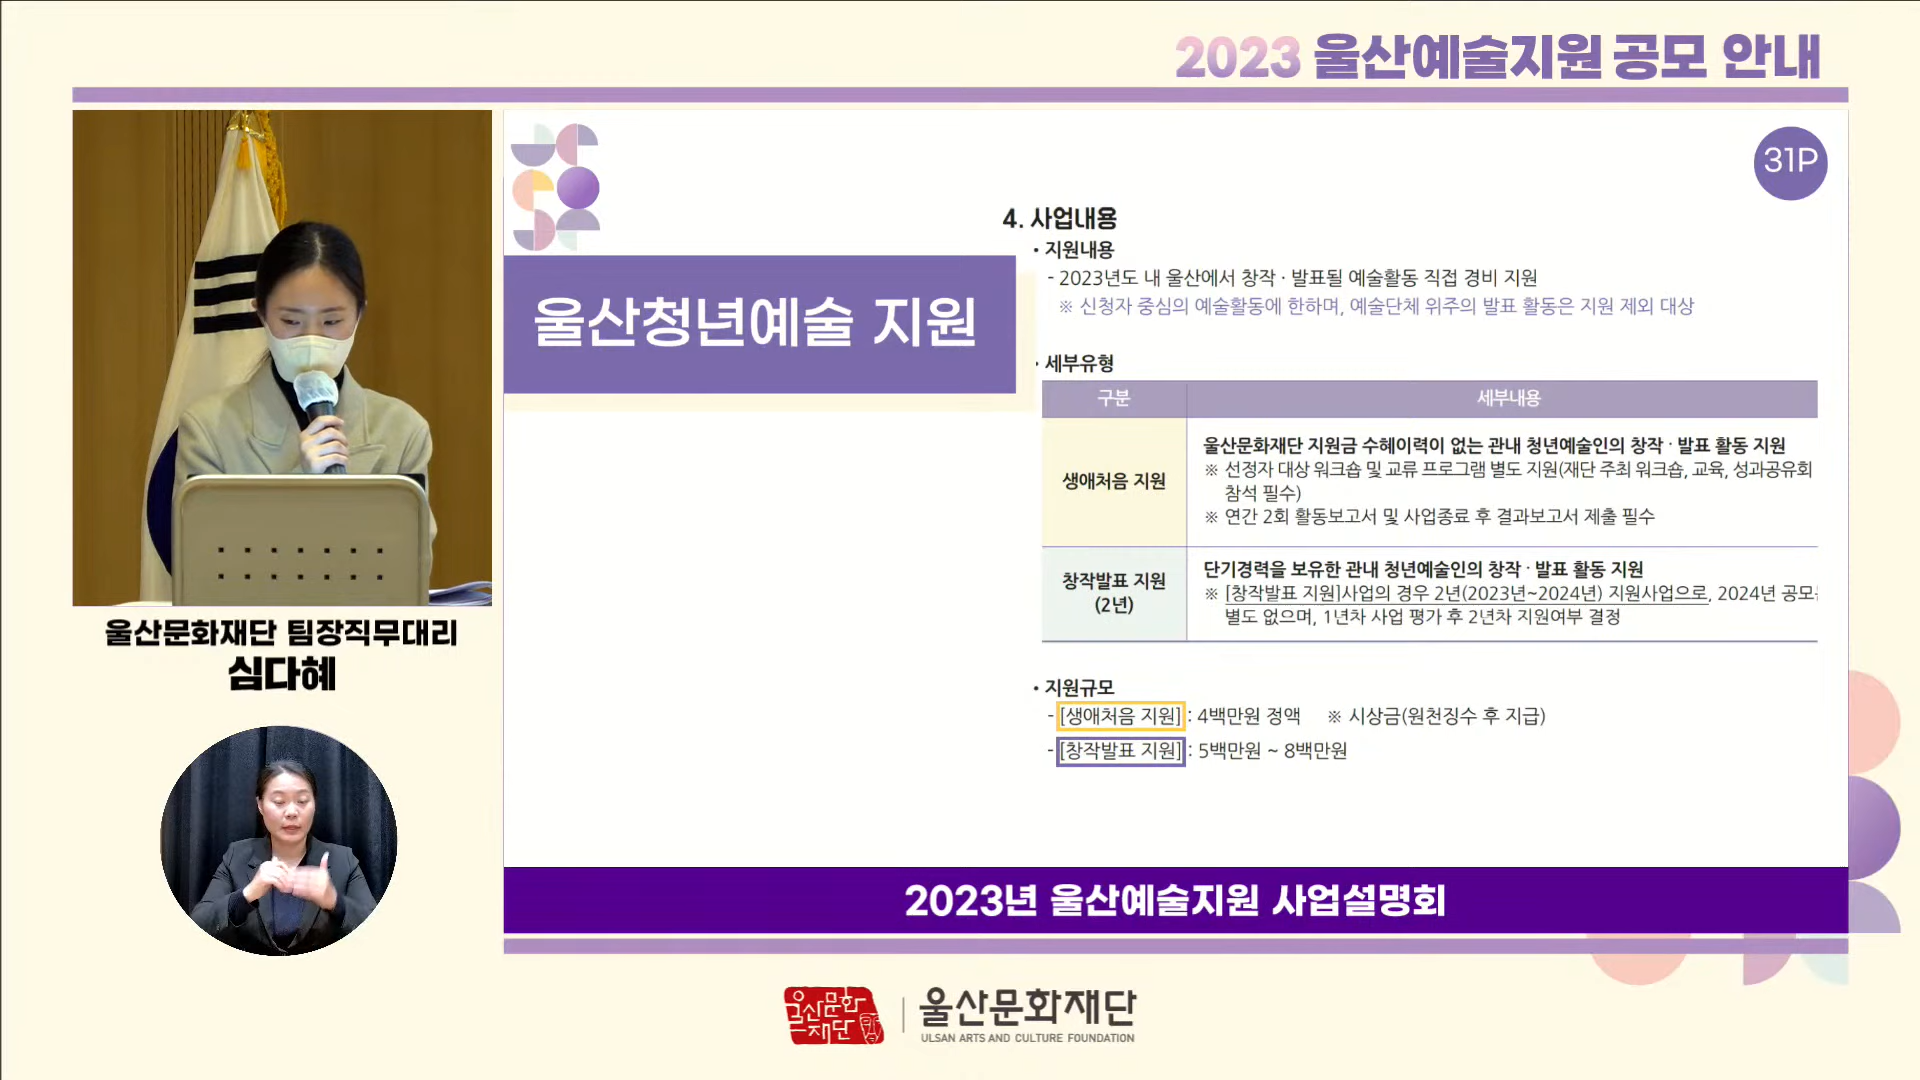 2023 울산예술지원 공모 안내
31P
울산청년예술 지원
4. 사업내용
• 지원내용
- 2023년도 내 울산에서 창작 · 발표될 예술활동 직접 경비 지원
※ 신청자 중심의 예술활동에 한하며, 예술단체 위주의 발표 활동은 지원 제외 대상
• 세부유형
구분 세부내용
생애처음 지원
울산문화재단 지원금 수혜이력이 없는 관내 청년예술인의 창작 · 발표 활동 지원
※ 선정자 대상 워크숍 및 교류 프로그램 별도 지원(재단 주최 워크숍, 교육, 성과공유회
참석 필수)
※ 연간 2회 활동보고서 및 사업종료 후 결과보고서 제출 필수
창작발표 지원
(2년)
단기경력을 보유한 관내 청년예술인의 창작 · 발표 활동 지원
※ [창작발표 지원]사업의 경우 2년(2023년~2024년) 지원사업으로, 2024년 공모
별도 없으며, 1년차 사업 평가 후 2년차 지원여부 결정
• 지원규모
- [생애처음 지원] : 4백만원 정액 ※ 시상금(원천징수 후 지급)
- [창작발표 지원] : 5백만원 ~ 8백만원
울산문화재단 팀장직무대리
심다혜
2023년 울산예술지원 사업설명회
울산문화
재단
울산문화재단
ULSAN ARTS AND CULTURE FOUNDATION